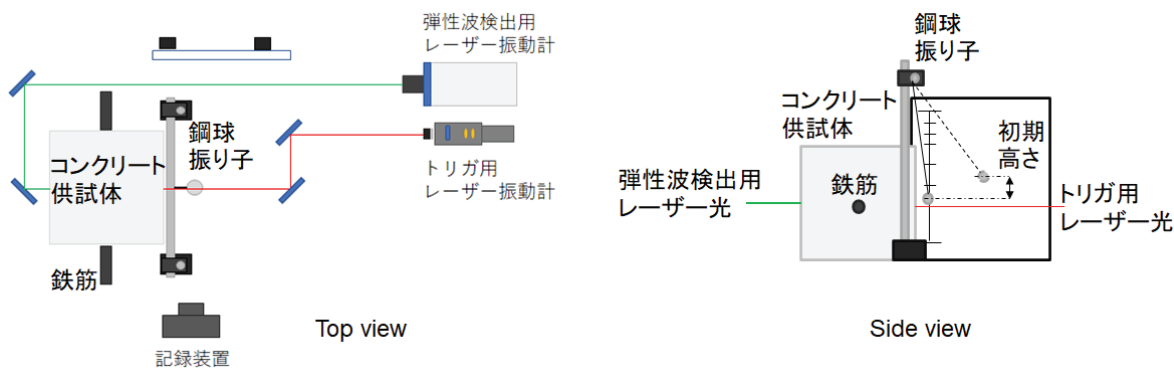 弾性波検出用
レーザー振動計
鋼球
振り子
コンクリート
供試体
トリガ用
レーザー振動計
鉄筋
記録装置
Top view
鋼球
振り子
コンクリート
供試体
初期
高さ
弾性波検出用
レーザー光
鉄筋
トリガ用
レーザー光
Side view